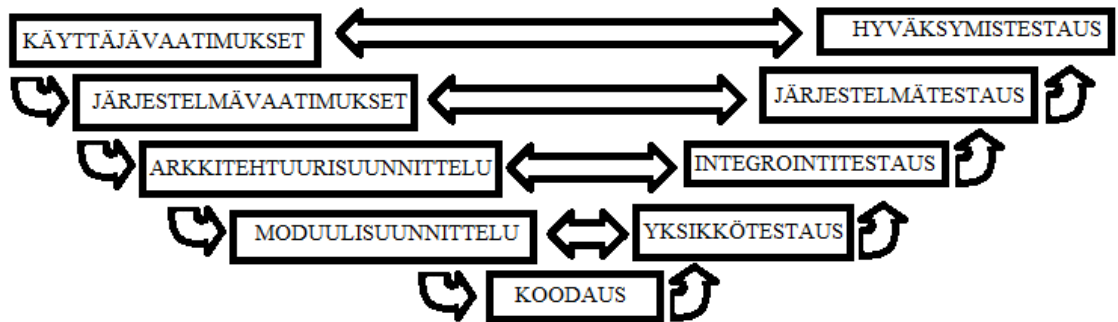 KÄYTTÄJÄVAATIMUKSET
HYVÄKSYMISTESTAUS
JÄRJESTELMÄVAATIMUKSET
JÄRJESTELMÄTESTAUS
ARKKITEHTUURISUUNNITTELU
INTEGROINTITESTAUS
MODUULISUUNNITTELU
YKSIKKÖTESTAUS
KOODAUS